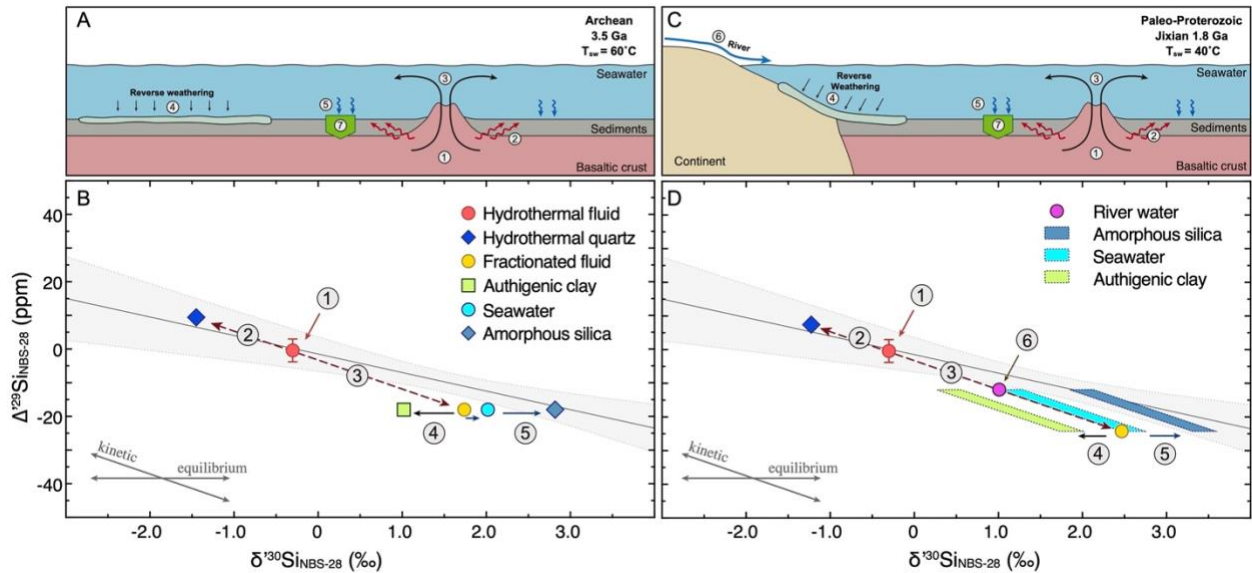 A
Archean
3.5 Ga
Tsw = 60˚C
Seawater
Reverse weathering
④
③
⑤
⑦
②
Sediments
①
Basaltic crust
C
Paleo-Proterozoic
Jixian 1.8 Ga
Tsw = 40˚C
⑥ River
Seawater
Reverse
Weathering
④
③
⑤
⑦
②
Sediments
①
Continent
Basaltic crust
B
Hydrothermal fluid
Hydrothermal quartz
Fractionated fluid
Authigenic clay
Seawater
Amorphous silica
①
②
③
④
⑤
kinetic
equilibrium
40
20
0
-20
-40
Δ'²⁹SiNBS-28 (ppm)
-2.0 -1.0 0 1.0 2.0 3.0
δ'³⁰SiNBS-28 (‰)
D
River water
Amorphous silica
Seawater
Authigenic clay
①
②
③
⑥
④
⑤
kinetic
equilibrium
-2.0 -1.0 0 1.0 2.0 3.0
δ'³⁰SiNBS-28 (‰)